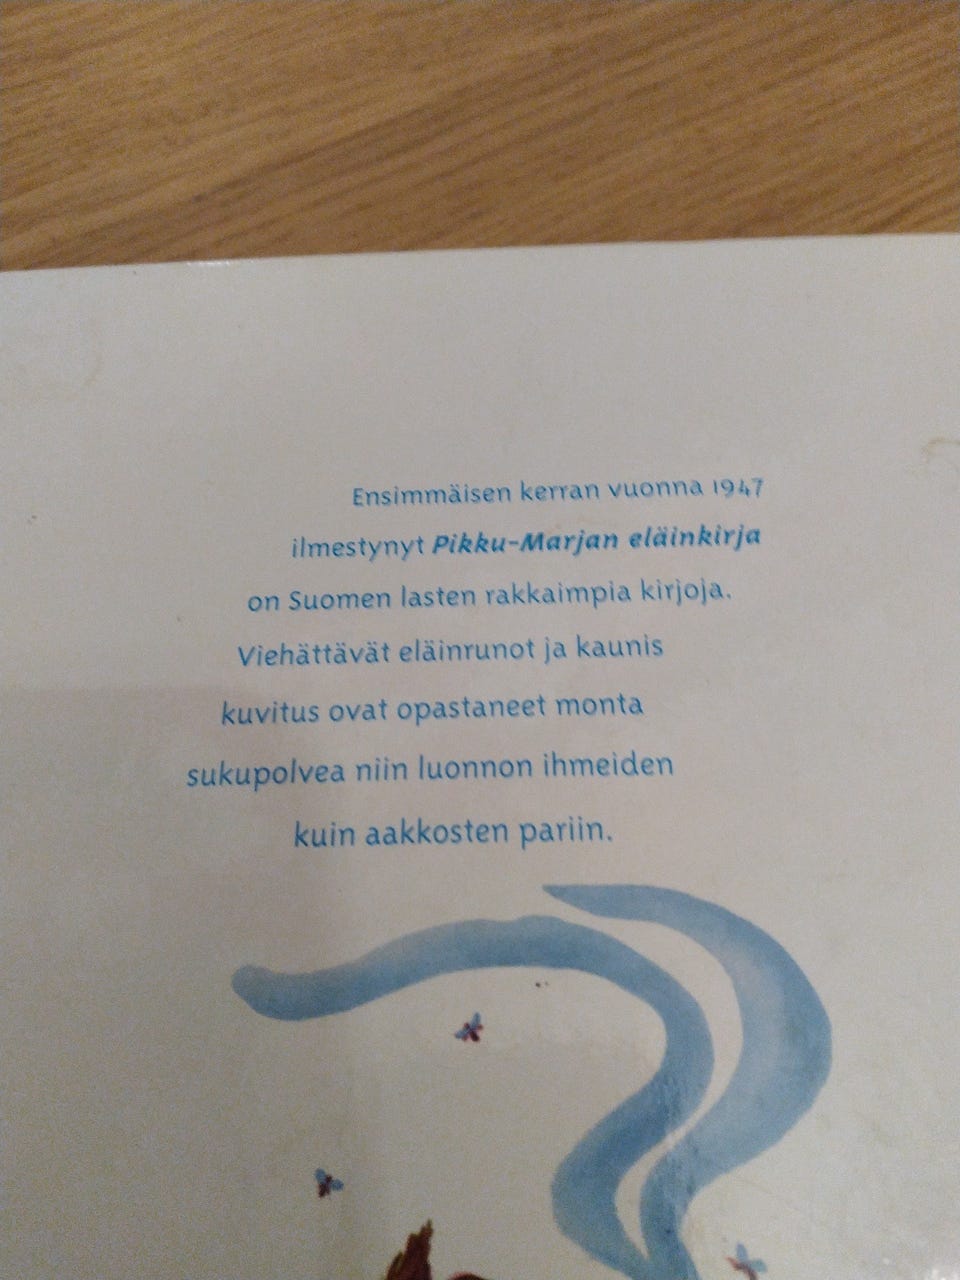 Ensimmäisen kerran vuonna 1947
ilmestynyt Pikku-Marjan eläinkirja
on Suomen lasten rakkaimpia kirjoja.
Viehättävät eläinrunot ja kaunis
kuvitus ovat opastaneet monta
sukupolvea niin luonnon ihmeiden
kuin aakkosten pariin.